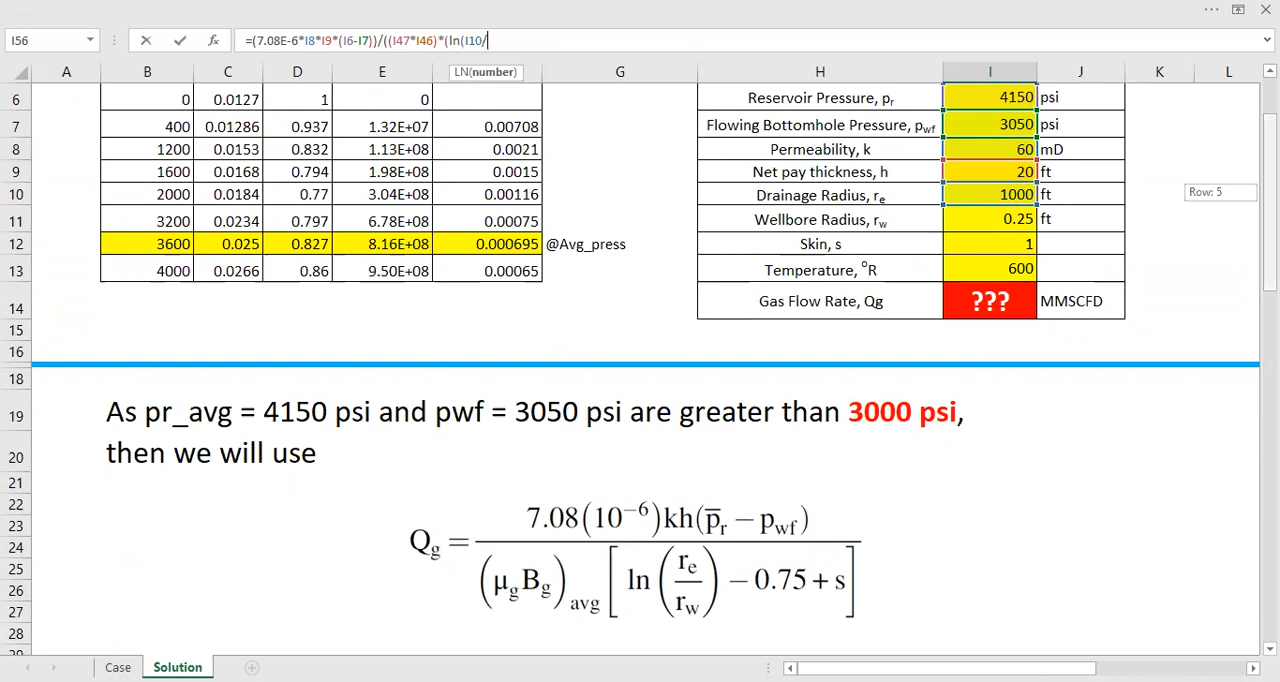 I56 fx =(7.08E-6*I8*I9*(I6-I7))/((I47*I46)*(ln(I10/
A B C D E LN(number) G H I J K L
6 0 0.0127 1 0 Reservoir Pressure, pr 4150 psi
7 400 0.01286 0.937 1.32E+07 0.00708 Flowing Bottomhole Pressure, pwf 3050 psi
8 1200 0.0153 0.832 1.13E+08 0.0021 Permeability, k 60 mD
9 1600 0.0168 0.794 1.98E+08 0.0015 Net pay thickness, h 20 ft
10 2000 0.0184 0.77 3.04E+08 0.00116 Drainage Radius, re 1000 ft Row: 5
11 3200 0.0234 0.797 6.78E+08 0.00075 Wellbore Radius, rw 0.25 ft
12 3600 0.025 0.827 8.16E+08 0.000695 @Avg_press Skin, s 1
13 4000 0.0266 0.86 9.50E+08 0.00065 Temperature, °R 600
14 Gas Flow Rate, Qg ??? MMSCFD
15
16
18
19 As pr_avg = 4150 psi and pwf = 3050 psi are greater than 3000 psi,
20 then we will use
21
22
23 7.08(10⁻⁶)kh(p̅r − pwf)
24 Qg =
25
26 (μgBg)avg [ ln(re/rw) − 0.75 + s ]
27
28
Case Solution